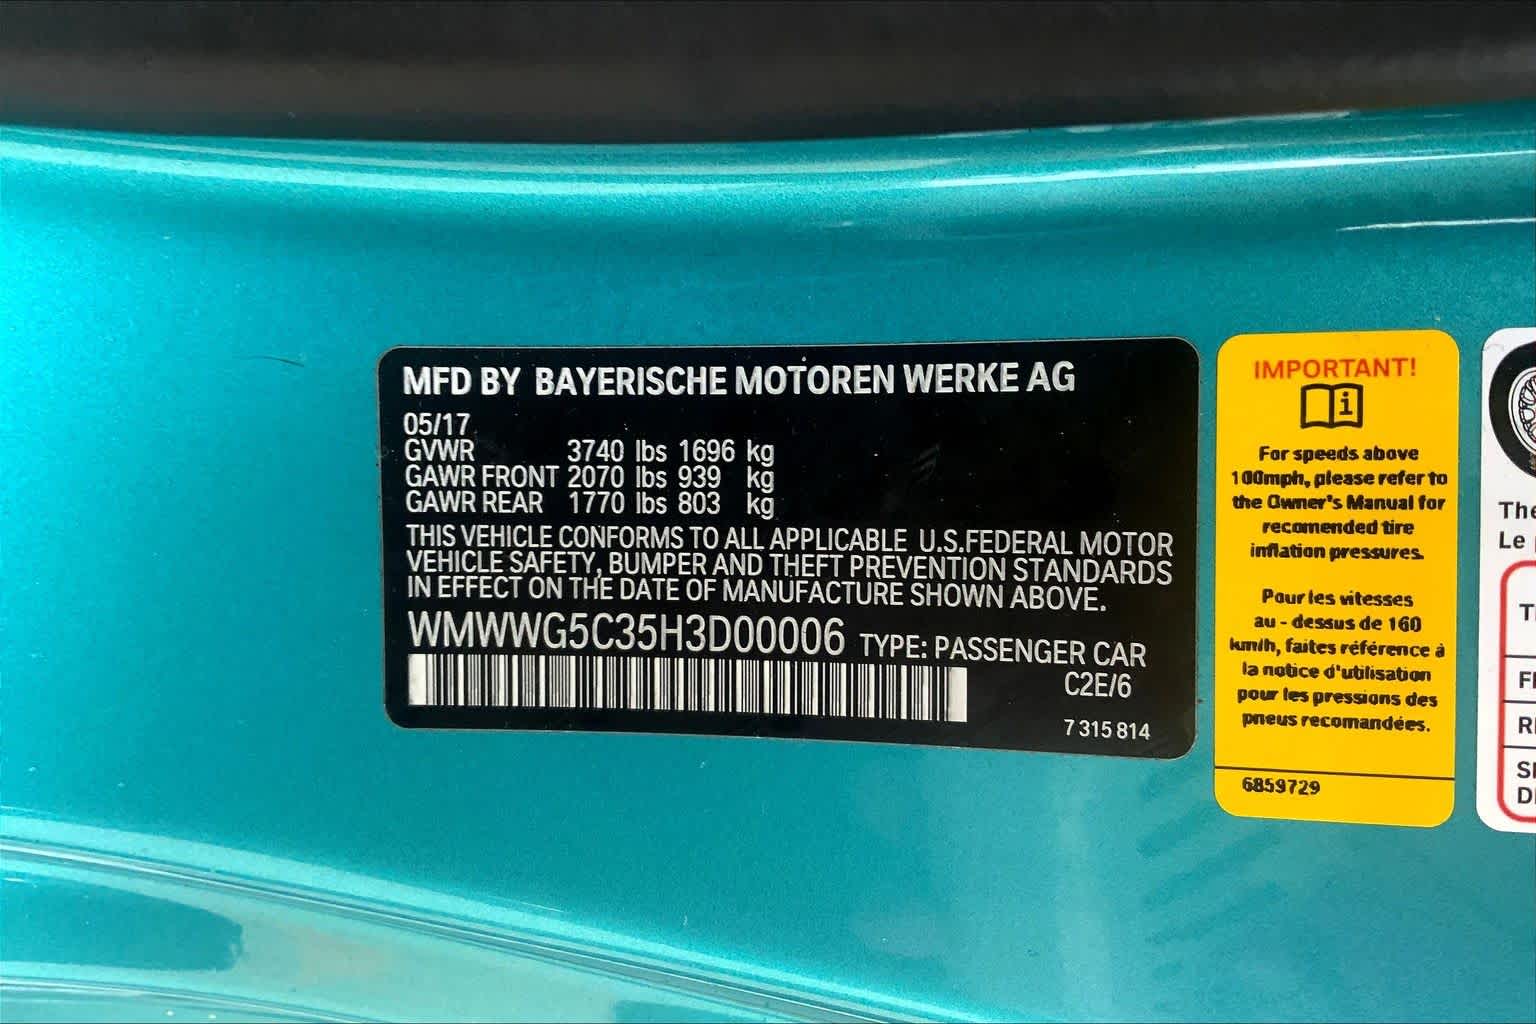 MFD BY BAYERISCHE MOTOREN WERKE AG
05/17
GVWR 3740 lbs 1696 kg
GAWR FRONT 2070 lbs 939 kg
GAWR REAR 1770 lbs 803 kg
THIS VEHICLE CONFORMS TO ALL APPLICABLE U.S.FEDERAL MOTOR
VEHICLE SAFETY, BUMPER AND THEFT PREVENTION STANDARDS
IN EFFECT ON THE DATE OF MANUFACTURE SHOWN ABOVE.
WMWWG5C35H3D00006 TYPE: PASSENGER CAR
C2E/6
7 315 814
IMPORTANT!
i
For speeds above
100mph, please refer to
the Owner's Manual for
recomended tire
inflation pressures.
Pour les vitesses
au - dessus de 160
km/h, faites référence à
la notice d'utilisation
pour les pressions des
pneus recomandées.
6859729
The
Le